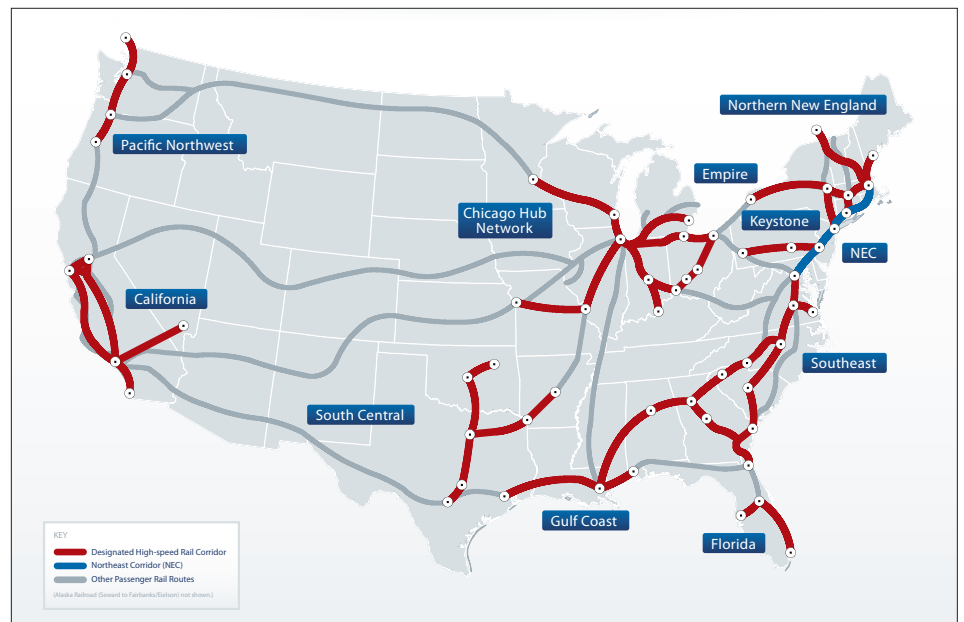 Northern New England
Pacific Northwest
Empire
Chicago Hub
Network
Keystone
NEC
California
Southeast
South Central
Gulf Coast
Florida
KEY
Designated High-speed Rail Corridor
Northeast Corridor (NEC)
Other Passenger Rail Routes
(Alaska Railroad (Seward to Fairbanks/Eielson) not shown.)